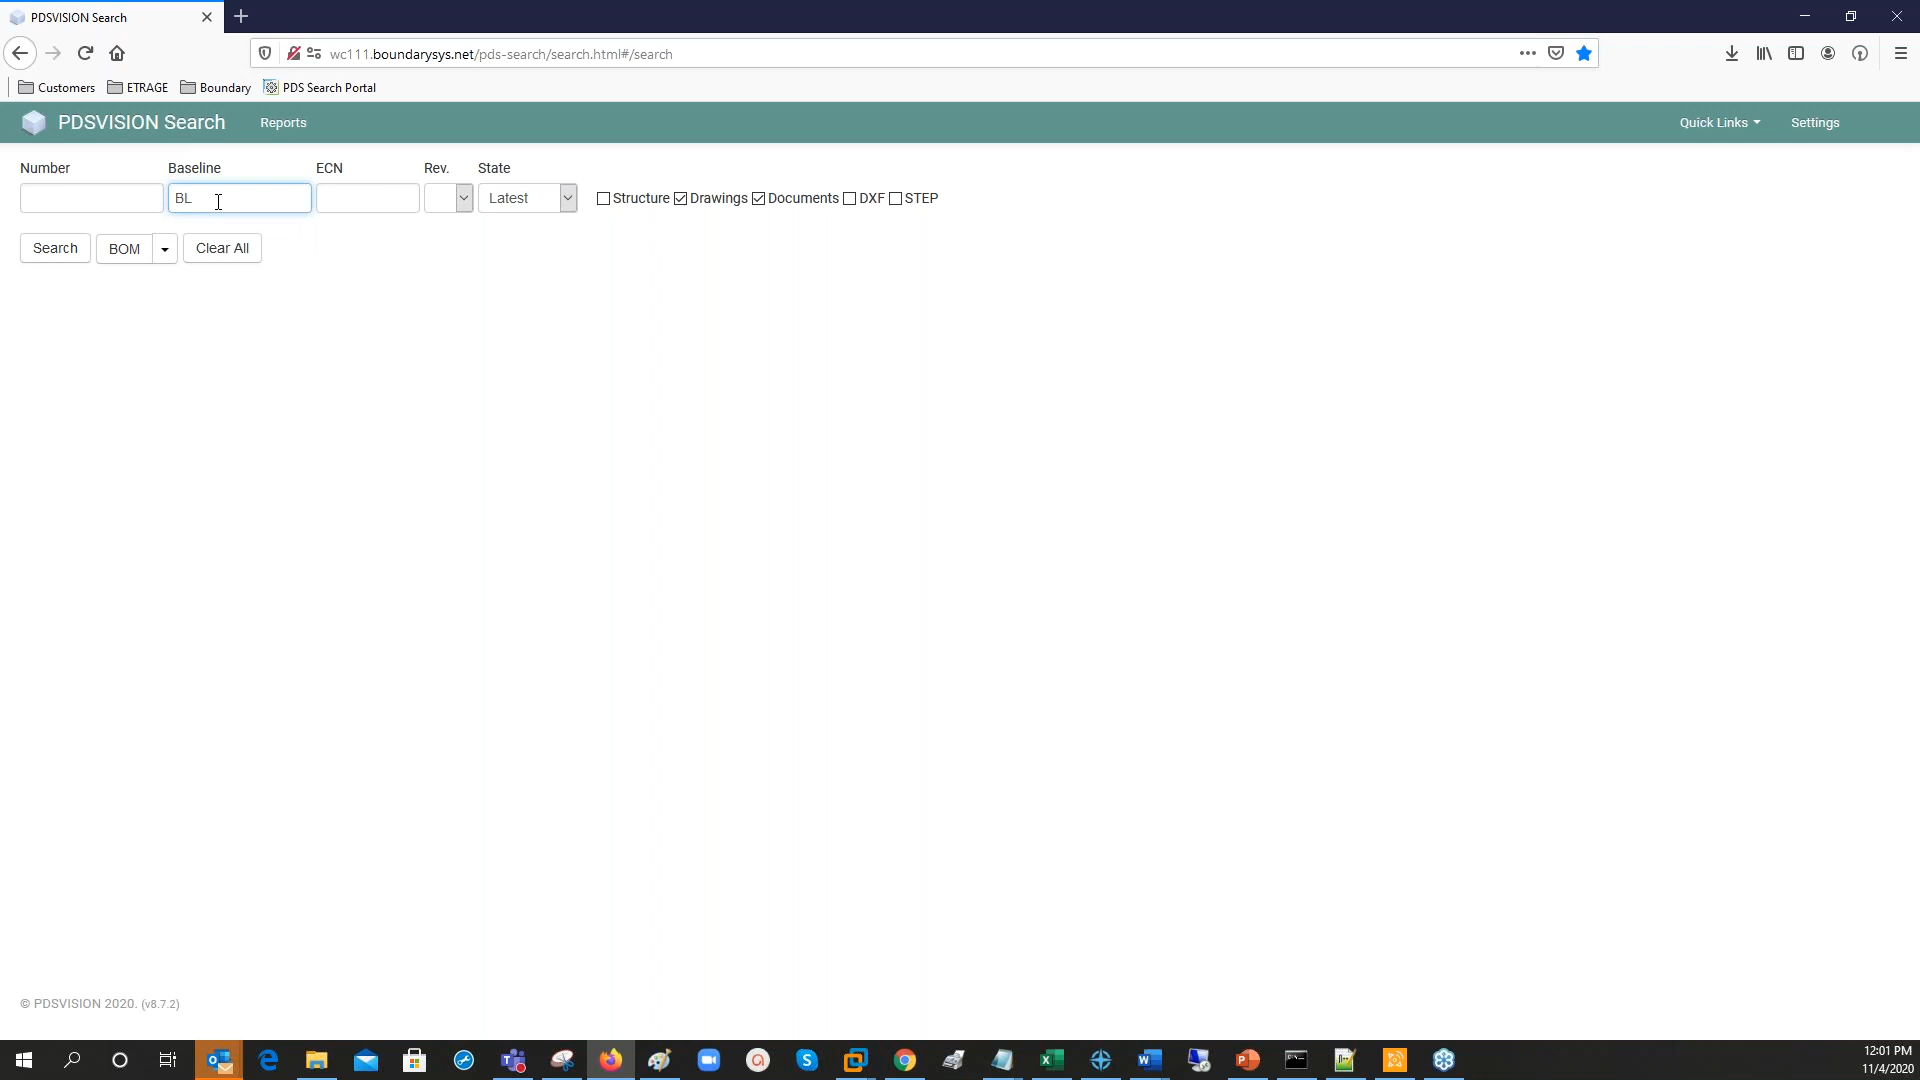 PDSVISION Search
wc111.boundarysys.net/pds-search/search.html#/search
Customers ETRAGE Boundary PDS Search Portal
PDSVISION Search Reports Quick Links Settings
Number Baseline ECN Rev. State
BL Latest Structure Drawings Documents DXF STEP
Search BOM Clear All
© PDSVISION 2020. (v8.7.2)
12:01 PM
11/4/2020